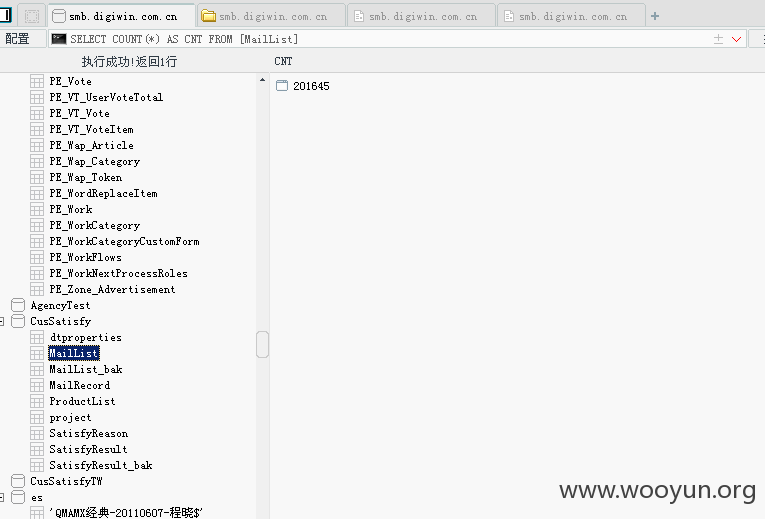 smb.digiwin.com.cn smb.digiwin.com.cn smb.digiwin.com.cn smb.digiwin.com.cn
配置 SELECT COUNT(*) AS CNT FROM [MailList]
执行成功!返回1行 CNT
201645
PE_Vote
PE_VT_UserVoteTotal
PE_VT_Vote
PE_VT_VoteItem
PE_Wap_Article
PE_Wap_Category
PE_Wap_Token
PE_WordReplaceItem
PE_Work
PE_WorkCategory
PE_WorkCategoryCustomForm
PE_WorkFlows
PE_WorkNextProcessRoles
PE_Zone_Advertisement
AgencyTest
CusSatisfy
dtproperties
MailList
MailList_bak
MailRecord
ProductList
project
SatisfyReason
SatisfyResult
SatisfyResult_bak
CusSatisfyTW
es
'QMAMX经典-20110607-程晓$'
www.wooyun.org